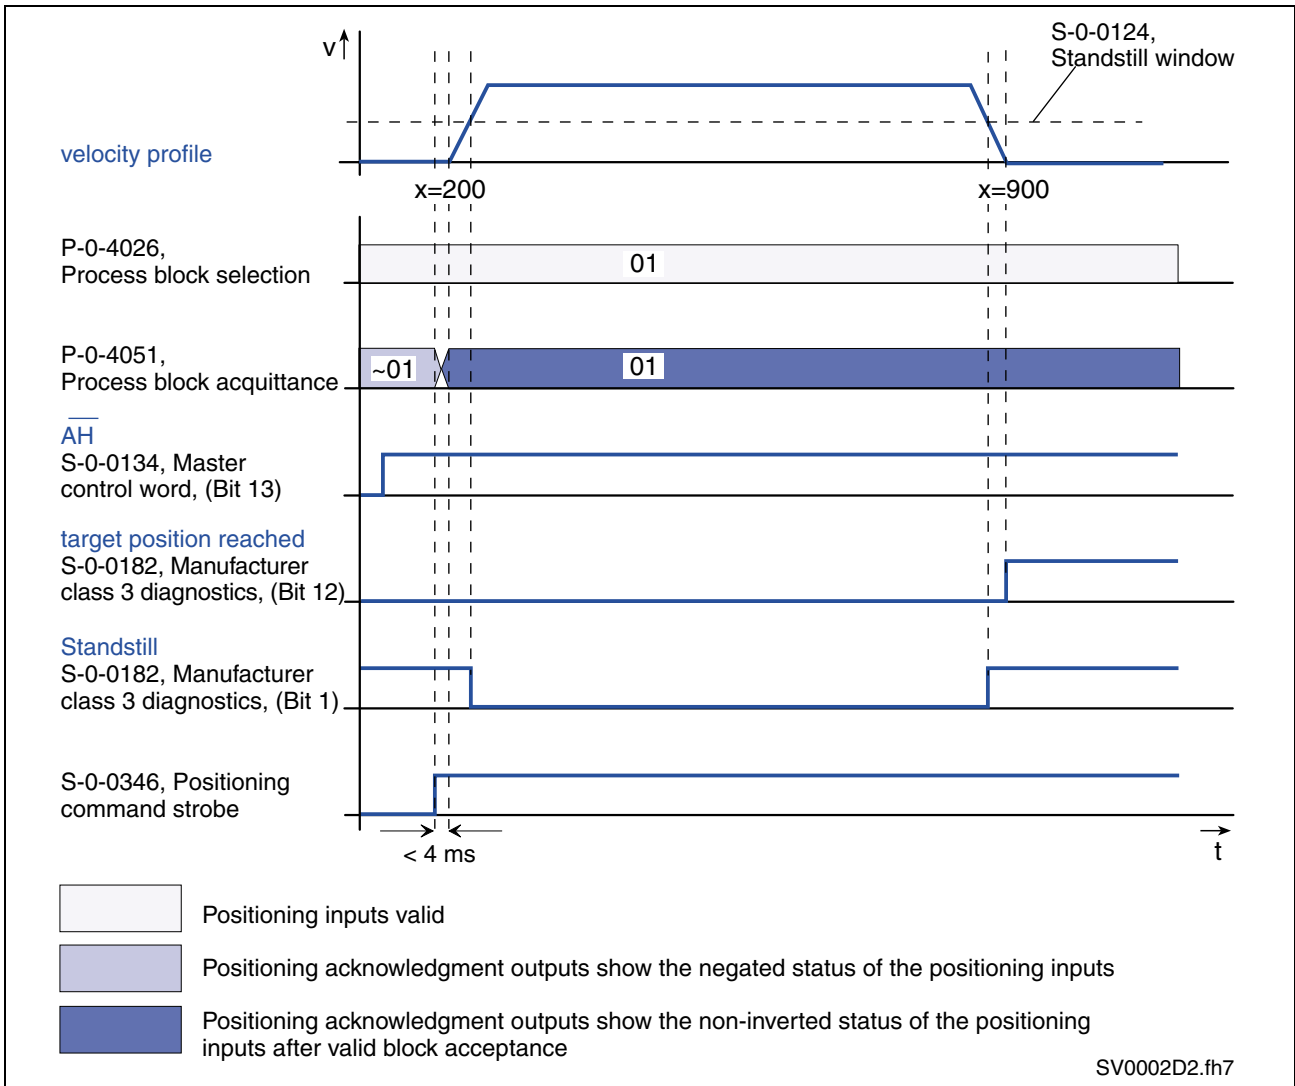 v
S-0-0124,
Standstill window
velocity profile
x=200
x=900
P-0-4026,
Process block selection
01
P-0-4051,
Process block acquittance
~01
01
AH
S-0-0134, Master
control word, (Bit 13)
target position reached
S-0-0182, Manufacturer
class 3 diagnostics, (Bit 12)
Standstill
S-0-0182, Manufacturer
class 3 diagnostics, (Bit 1)
S-0-0346, Positioning
command strobe
< 4 ms
t
Positioning inputs valid
Positioning acknowledgment outputs show the negated status of the positioning inputs
Positioning acknowledgment outputs show the non-inverted status of the positioning
inputs after valid block acceptance
SV0002D2.fh7